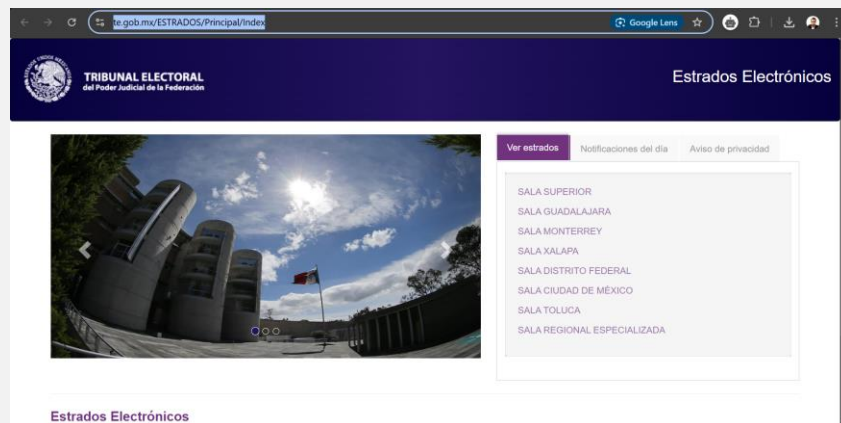 te.gob.mx/ESTRADOS/Principal/Index
Google Lens
TRIBUNAL ELECTORAL
del Poder Judicial de la Federación
Estrados Electrónicos
Ver estrados
Notificaciones del día
Aviso de privacidad
SALA SUPERIOR
SALA GUADALAJARA
SALA MONTERREY
SALA XALAPA
SALA DISTRITO FEDERAL
SALA CIUDAD DE MÉXICO
SALA TOLUCA
SALA REGIONAL ESPECIALIZADA
Estrados Electrónicos